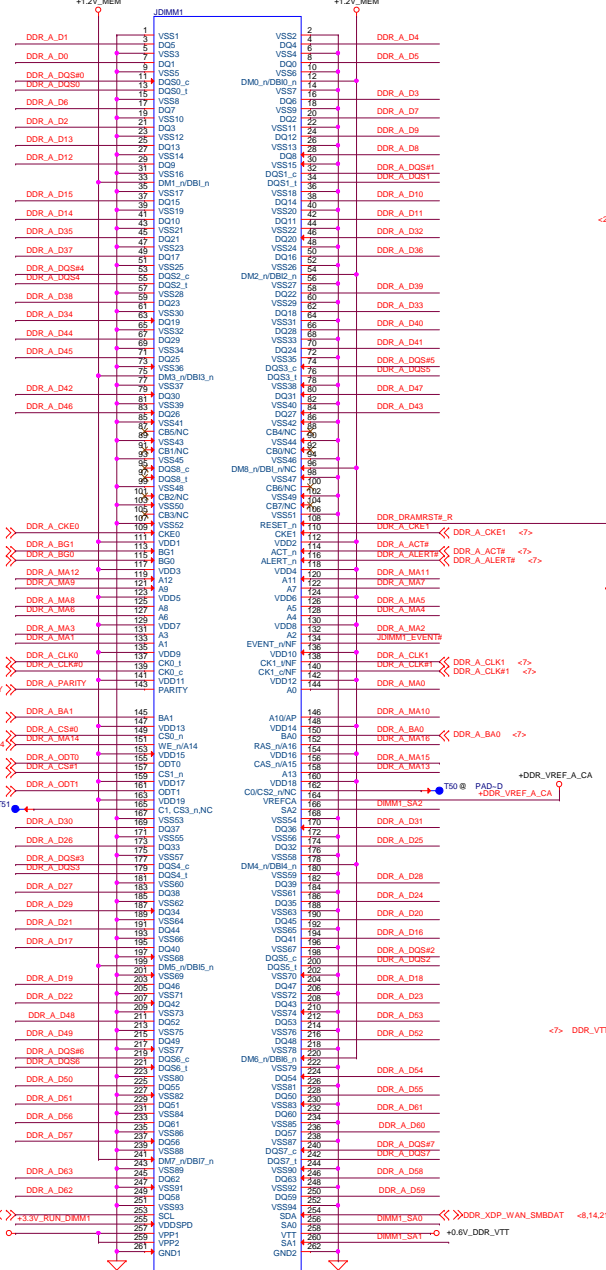 +1.2V_MEM +1.2V_MEM
JDIMM1
1 VSS1 VSS2 2
DDR_A_D1 3 DQ5 DQ4 4 DDR_A_D4
5 VSS3 VSS4 6
DDR_A_D0 7 DQ1 DQ0 8 DDR_A_D5
9 VSS5 VSS6 10
DDR_A_DQS#0 11 DQS0_c DM0_n/DBI0_n 12
DDR_A_DQS0 13 DQS0_t VSS7 14
15 VSS8 DQ6 16 DDR_A_D3
DDR_A_D6 17 DQ7 VSS9 18
19 VSS10 DQ2 20 DDR_A_D7
DDR_A_D2 21 DQ3 VSS11 22
23 VSS12 DQ12 24 DDR_A_D9
DDR_A_D13 25 DQ13 VSS13 26
27 VSS14 DQ8 28 DDR_A_D8
DDR_A_D12 29 DQ9 VSS15 30
31 VSS16 DQS1_c 32 DDR_A_DQS#1
33 DM1_n/DBI_n DQS1_t 34 DDR_A_DQS1
35 VSS17 VSS18 36
DDR_A_D15 37 DQ15 DQ14 38 DDR_A_D10
39 VSS19 VSS20 40
DDR_A_D14 41 DQ10 DQ11 42 DDR_A_D11
43 VSS21 VSS22 44
DDR_A_D35 45 DQ21 DQ20 46 DDR_A_D32
47 VSS23 VSS24 48
DDR_A_D37 49 DQ17 DQ16 50 DDR_A_D36
51 VSS25 VSS26 52
DDR_A_DQS#4 53 DQS2_c DM2_n/DBI2_n 54
DDR_A_DQS4 55 DQS2_t VSS27 56
57 VSS28 DQ22 58 DDR_A_D39
DDR_A_D38 59 DQ23 VSS29 60
61 VSS30 DQ18 62 DDR_A_D33
DDR_A_D34 63 DQ19 VSS31 64
65 VSS32 DQ28 66 DDR_A_D40
DDR_A_D44 67 DQ29 VSS33 68
69 VSS34 DQ24 70 DDR_A_D41
DDR_A_D45 71 DQ25 VSS35 72
73 VSS36 DQS3_c 74 DDR_A_DQS#5
75 DM3_n/DBI3_n DQS3_t 76 DDR_A_DQS5
77 VSS37 VSS38 78
DDR_A_D42 79 DQ30 DQ31 80 DDR_A_D47
81 VSS39 VSS40 82
DDR_A_D46 83 DQ26 DQ27 84 DDR_A_D43
85 VSS41 VSS42 86
87 CB5/NC CB4/NC 88
89 VSS43 VSS44 90
91 CB1/NC CB0/NC 92
93 VSS45 VSS46 94
95 DQS8_c DM8_n/DBI_n/NC 96
97 DQS8_t VSS47 98
99 VSS48 CB6/NC 100
101 CB2/NC VSS49 102
103 VSS50 CB7/NC 104
105 CB3/NC VSS51 106
107 VSS52 RESET_n 108 DDR_DRAMRST#_R
DDR_A_CKE0 109 CKE0 CKE1 110 DDR_A_CKE1 DDR_A_CKE1 <7>
111 VDD1 VDD2 112
DDR_A_BG1 113 BG1 ACT_n 114 DDR_A_ACT# DDR_A_ACT# <7>
DDR_A_BG0 115 BG0 ALERT_n 116 DDR_A_ALERT# DDR_A_ALERT# <7>
117 VDD3 VDD4 118
DDR_A_MA12 119 A12 A11 120 DDR_A_MA11
DDR_A_MA9 121 A9 A7 122 DDR_A_MA7
123 VDD5 VDD6 124
DDR_A_MA8 125 A8 A5 126 DDR_A_MA5
DDR_A_MA6 127 A6 A4 128 DDR_A_MA4
129 VDD7 VDD8 130
DDR_A_MA3 131 A3 A2 132 DDR_A_MA2
DDR_A_MA1 133 A1 EVENT_n/NF 134 JDIMM1_EVENT#
135 VDD9 VDD10 136
DDR_A_CLK0 137 CK0_t CK1_t/NF 138 DDR_A_CLK1 DDR_A_CLK1 <7>
DDR_A_CLK#0 139 CK0_c CK1_c/NF 140 DDR_A_CLK#1 DDR_A_CLK#1 <7>
141 VDD11 VDD12 142
DDR_A_PARITY 143 PARITY A0 144 DDR_A_MA0
DDR_A_BA1 145 BA1 A10/AP 146 DDR_A_MA10
147 VDD13 VDD14 148
DDR_A_CS#0 149 CS0_n BA0 150 DDR_A_BA0 DDR_A_BA0 <7>
DDR_A_MA14 151 WE_n/A14 RAS_n/A16 152 DDR_A_MA16
153 VDD15 VDD16 154
DDR_A_ODT0 155 ODT0 CAS_n/A15 156 DDR_A_MA15
DDR_A_CS#1 157 CS1_n A13 158 DDR_A_MA13
159 VDD17 VDD18 160 +DDR_VREF_A_CA
DDR_A_ODT1 161 ODT1 C0/CS2_n/NC 162 T50 @ PAD~D
163 VDD19 VREFCA 164 +DDR_VREF_A_CA
T51 165 C1, CS3_n,NC SA2 166 DIMM1_SA2
167 VSS53 VSS54 168
DDR_A_D30 169 DQ37 DQ36 170 DDR_A_D31
171 VSS55 VSS56 172
DDR_A_D26 173 DQ33 DQ32 174 DDR_A_D25
175 VSS57 VSS58 176
DDR_A_DQS#3 177 DQS4_c DM4_n/DBI4_n 178
DDR_A_DQS3 179 DQS4_t VSS59 180
181 VSS60 DQ39 182 DDR_A_D28
DDR_A_D27 183 DQ38 VSS61 184
185 VSS62 DQ35 186 DDR_A_D24
DDR_A_D29 187 DQ34 VSS63 188
189 VSS64 DQ45 190 DDR_A_D20
DDR_A_D21 191 DQ44 VSS65 192
193 VSS66 DQ41 194 DDR_A_D16
DDR_A_D17 195 DQ40 VSS67 196
197 VSS68 DQS5_c 198 DDR_A_DQS#2
199 DM5_n/DBI5_n DQS5_t 200 DDR_A_DQS2
201 VSS69 VSS70 202
DDR_A_D19 203 DQ46 DQ47 204 DDR_A_D18
205 VSS71 VSS72 206
DDR_A_D22 207 DQ42 DQ43 208 DDR_A_D23
209 VSS73 VSS74 210
DDR_A_D48 211 DQ52 DQ53 212 DDR_A_D53
213 VSS75 VSS76 214
DDR_A_D49 215 DQ49 DQ48 216 DDR_A_D52 <7> DDR_VTT
217 VSS77 VSS78 218
DDR_A_DQS#6 219 DQS6_c DM6_n/DBI6_n 220
DDR_A_DQS6 221 DQS6_t VSS79 222
223 VSS80 DQ54 224 DDR_A_D54
DDR_A_D50 225 DQ55 VSS81 226
227 VSS82 DQ50 228 DDR_A_D55
DDR_A_D51 229 DQ51 VSS83 230
231 VSS84 DQ60 232 DDR_A_D61
DDR_A_D56 233 DQ61 VSS85 234
235 VSS86 DQ57 236 DDR_A_D60
DDR_A_D57 237 DQ56 VSS87 238
239 VSS88 DQS7_c 240 DDR_A_DQS#7
241 DM7_n/DBI7_n DQS7_t 242 DDR_A_DQS7
243 VSS89 VSS90 244
DDR_A_D63 245 DQ62 DQ63 246 DDR_A_D58
247 VSS91 VSS92 248
DDR_A_D62 249 DQ58 DQ59 250 DDR_A_D59
251 VSS93 VSS94 252
253 SCL SDA 254 DDR_XDP_WAN_SMBDAT <8,14,21
+3.3V_RUN_DIMM1 255 VDDSPD SA0 256 DIMM1_SA0
257 VPP1 VTT 258 +0.6V_DDR_VTT
259 VPP2 SA1 260 DIMM1_SA1
261 GND1 GND2 262